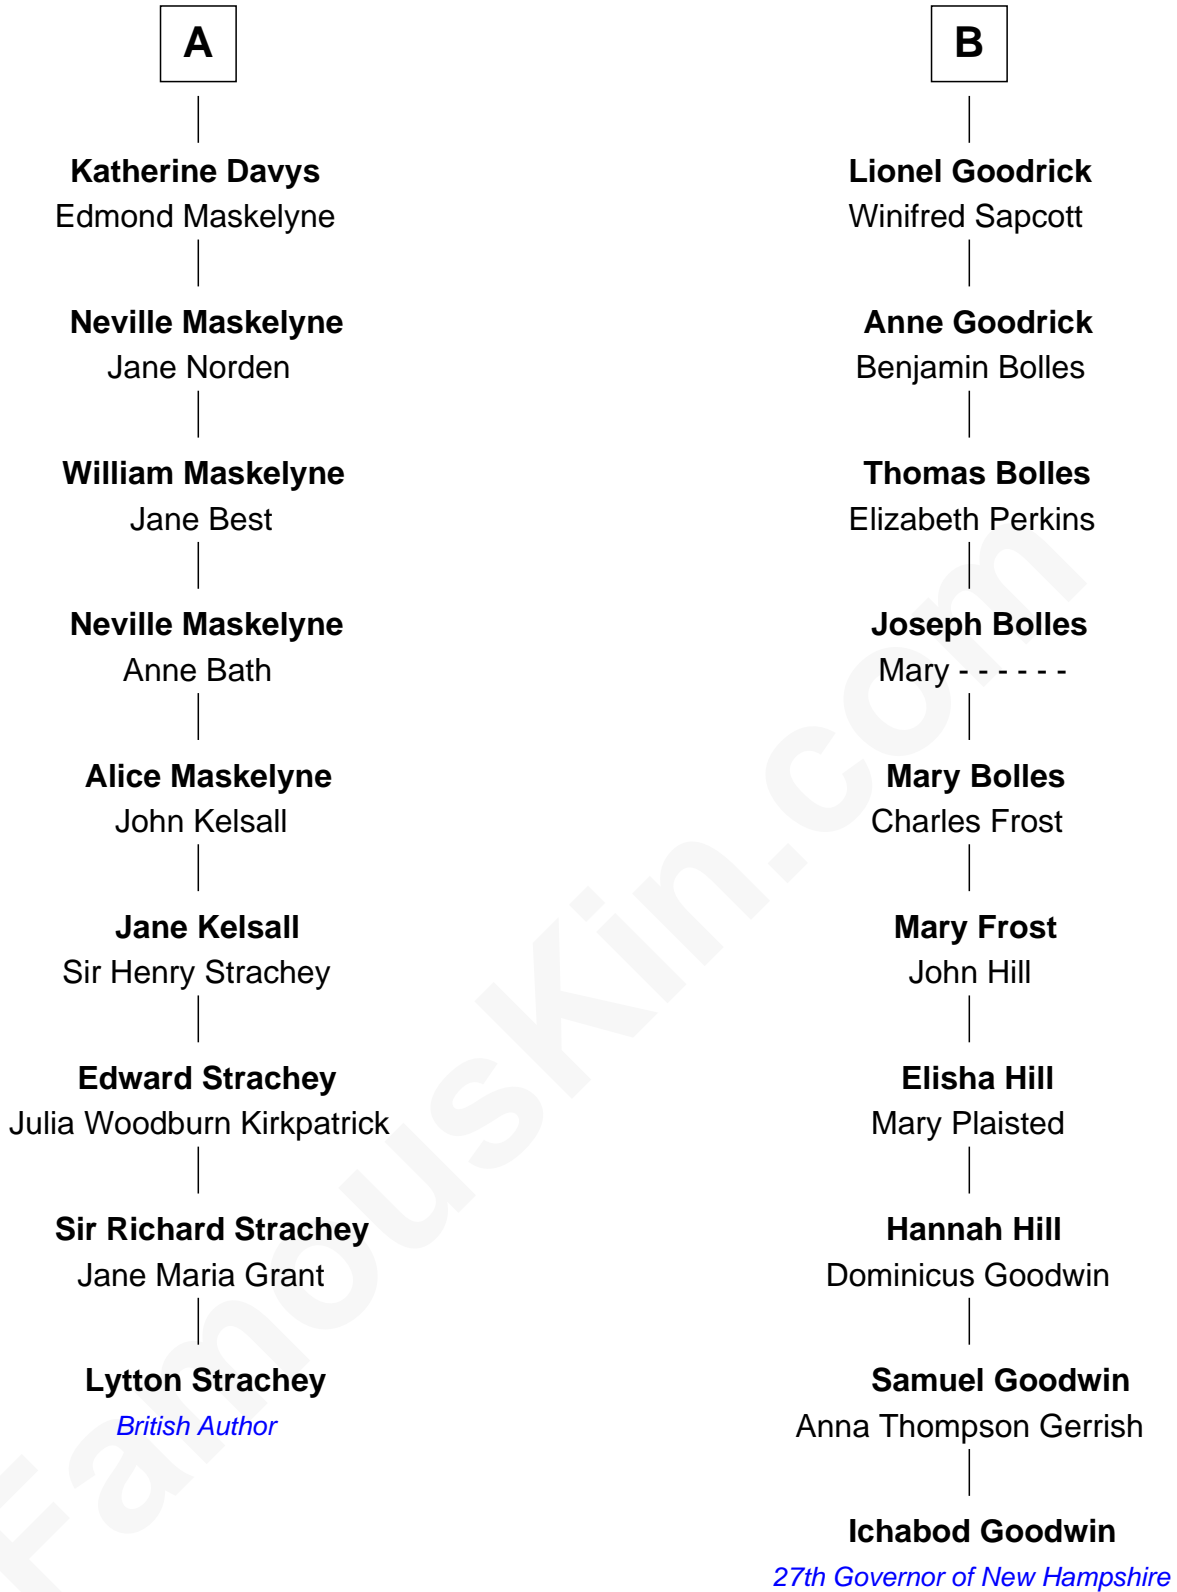 A
Katherine Davys
Edmond Maskelyne
Neville Maskelyne
Jane Norden
William Maskelyne
Jane Best
Neville Maskelyne
Anne Bath
Alice Maskelyne
John Kelsall
Jane Kelsall
Sir Henry Strachey
Edward Strachey
Julia Woodburn Kirkpatrick
Sir Richard Strachey
Jane Maria Grant
Lytton Strachey
British Author
B
Lionel Goodrick
Winifred Sapcott
Anne Goodrick
Benjamin Bolles
Thomas Bolles
Elizabeth Perkins
Joseph Bolles
Mary - - - - - -
Mary Bolles
Charles Frost
Mary Frost
John Hill
Elisha Hill
Mary Plaisted
Hannah Hill
Dominicus Goodwin
Samuel Goodwin
Anna Thompson Gerrish
Ichabod Goodwin
27th Governor of New Hampshire
FamousKin.com